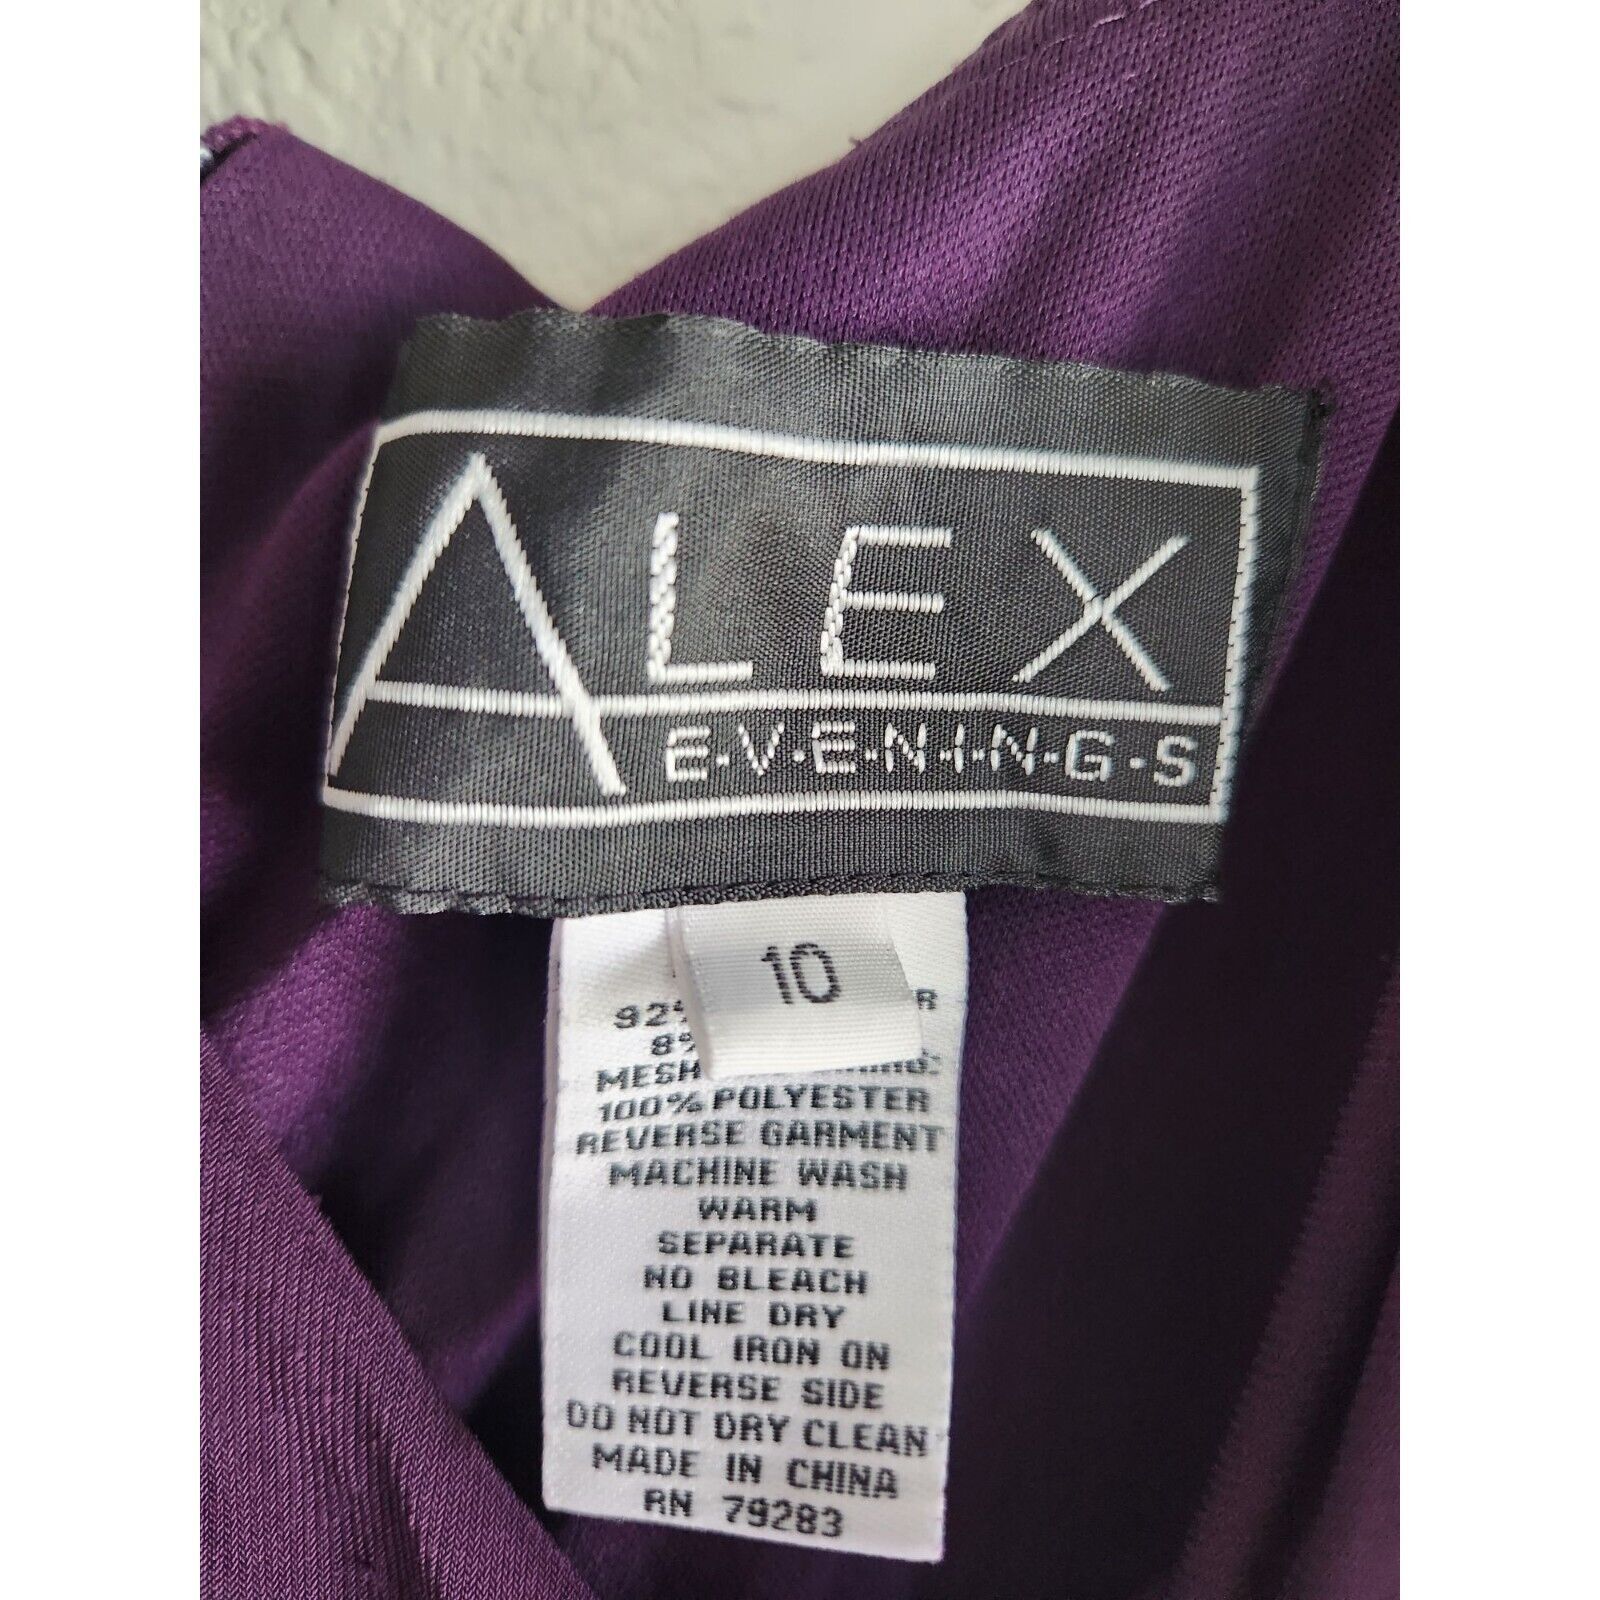 ALEX
E·V·E·N·I·N·G·S
10
MESH
100% POLYESTER
REVERSE GARMENT
MACHINE WASH
WARM
SEPARATE
NO BLEACH
LINE DRY
COOL IRON ON
REVERSE SIDE
DO NOT DRY CLEAN
MADE IN CHINA
RN 79283